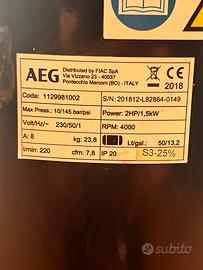 AEG
Distributed by FIAC SpA
Via Vizzano 23 - 40037
Pontecchio Marconi (BO) - ITALY
2018
Code: 1129981002
S/N: 201812-L82864-0149
Max Press: 10/145 bar/psi
Power: 2HP/1,5kW
Volt/Hz/~: 230/50/1
RPM: 4000
A: 8
kg: 23,8
Lt/gal.: 50/13,2
l/min: 220
cfm: 7,8
IP 20
S3-25%
subito